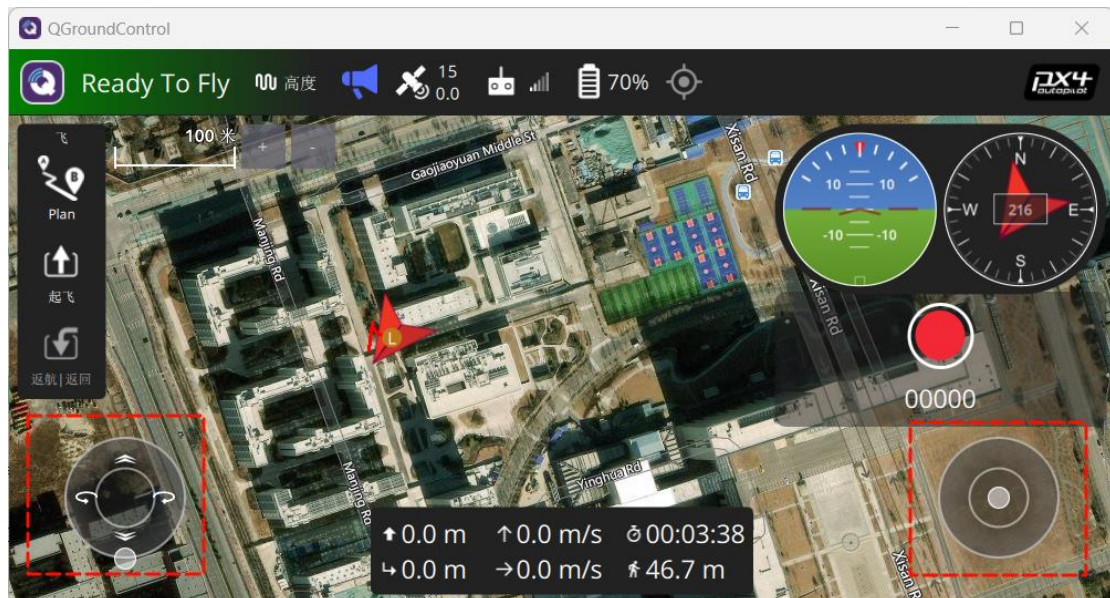 QGroundControl
Ready To Fly
高度
15
0.0
70%
PX4
autopilot
飞
100 米
+
-
Plan
起飞
返航|返回
Gaojiaoyuan Middle St
Xisan Rd
Manjing Rd
L
10 10
-10 -10
N
W
216
E
S
Xisan Rd
00000
Manjing Rd
Yinghua Rd
0.0 m
0.0 m/s
00:03:38
0.0 m
0.0 m/s
46.7 m